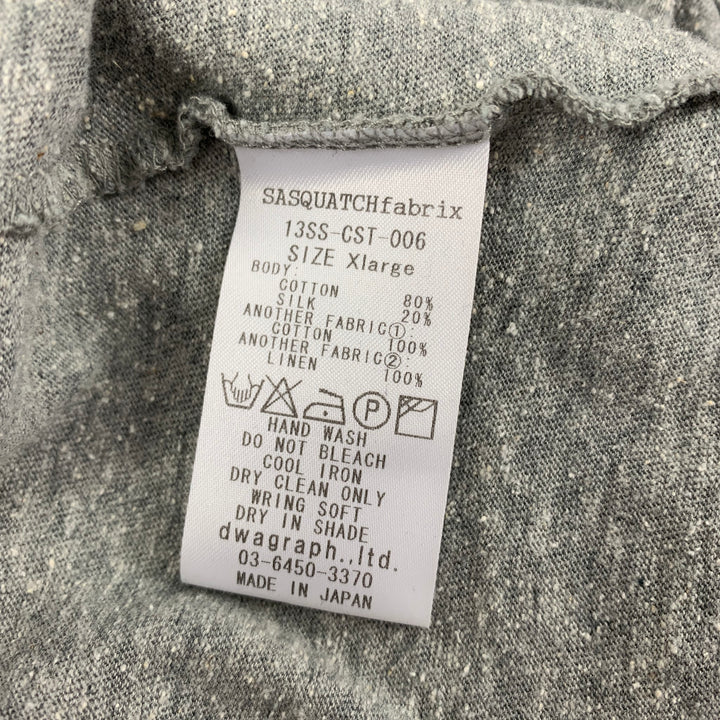 SASQUATCHfabrix
13SS-CST-006
SIZE Xlarge
BODY:
COTTON 80%
SILK 20%
ANOTHER FABRIC①:
COTTON 100%
ANOTHER FABRIC②:
LINEN 100%
P
HAND WASH
DO NOT BLEACH
COOL IRON
DRY CLEAN ONLY
WRING SOFT
DRY IN SHADE
dwagraph.,ltd.
03-6450-3370
MADE IN JAPAN